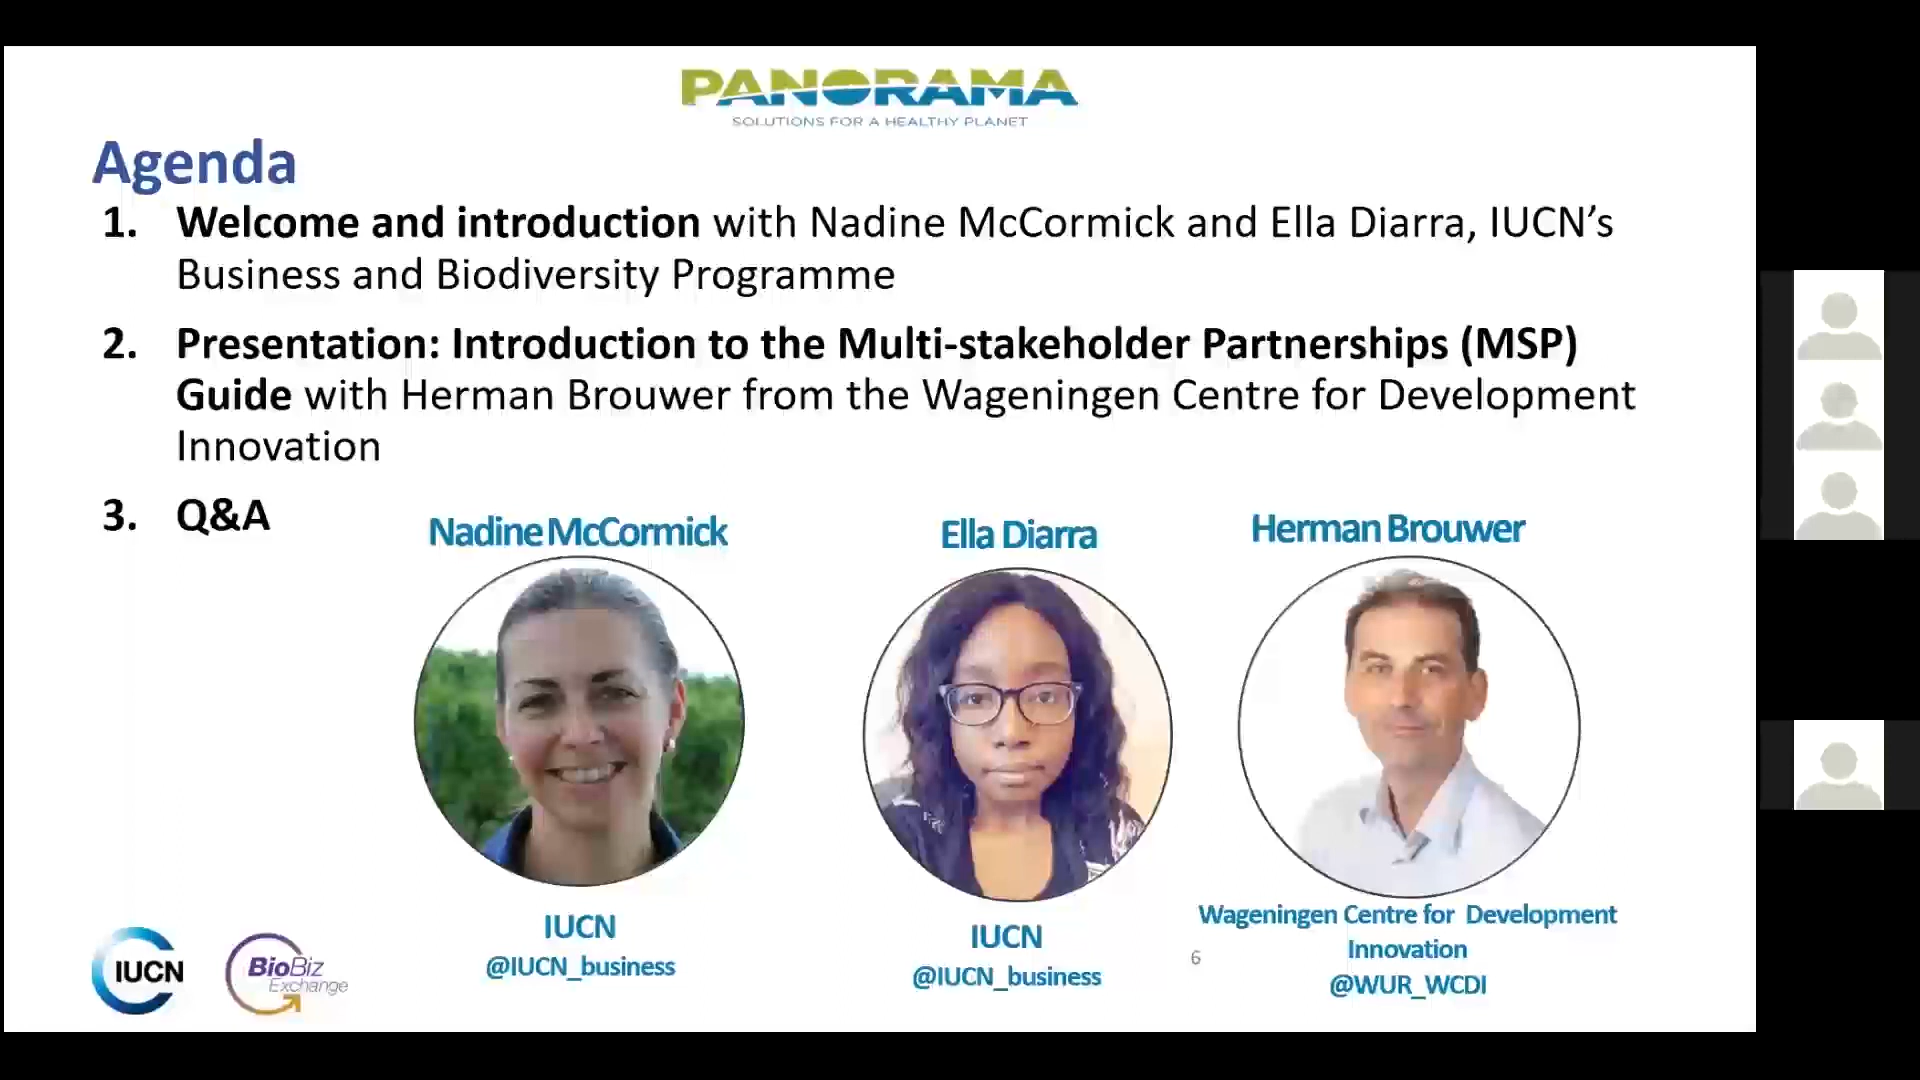 PANORAMA
SOLUTIONS FOR A HEALTHY PLANET
Agenda
1. Welcome and introduction with Nadine McCormick and Ella Diarra, IUCN’s
Business and Biodiversity Programme
2. Presentation: Introduction to the Multi-stakeholder Partnerships (MSP)
Guide with Herman Brouwer from the Wageningen Centre for Development
Innovation
3. Q&A
Nadine McCormick
Ella Diarra
Herman Brouwer
IUCN
@IUCN_business
IUCN
@IUCN_business
Wageningen Centre for Development
Innovation
@WUR_WCDI
6
IUCN
BioBiz
Exchange